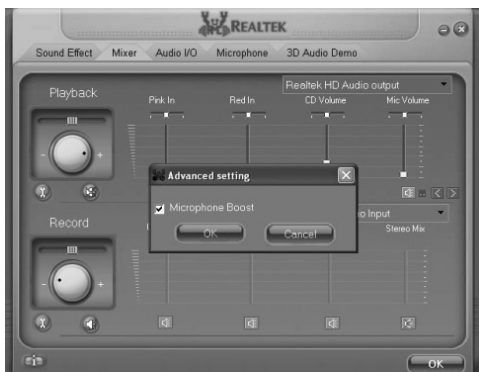 REALTEK
Sound Effect Mixer Audio I/O Microphone 3D Audio Demo
Playback
Realtek HD Audio output
Pink In Red In CD Volume Mic Volume
Advanced setting
Microphone Boost
OK Cancel
Record
Input
Stereo Mix
OK